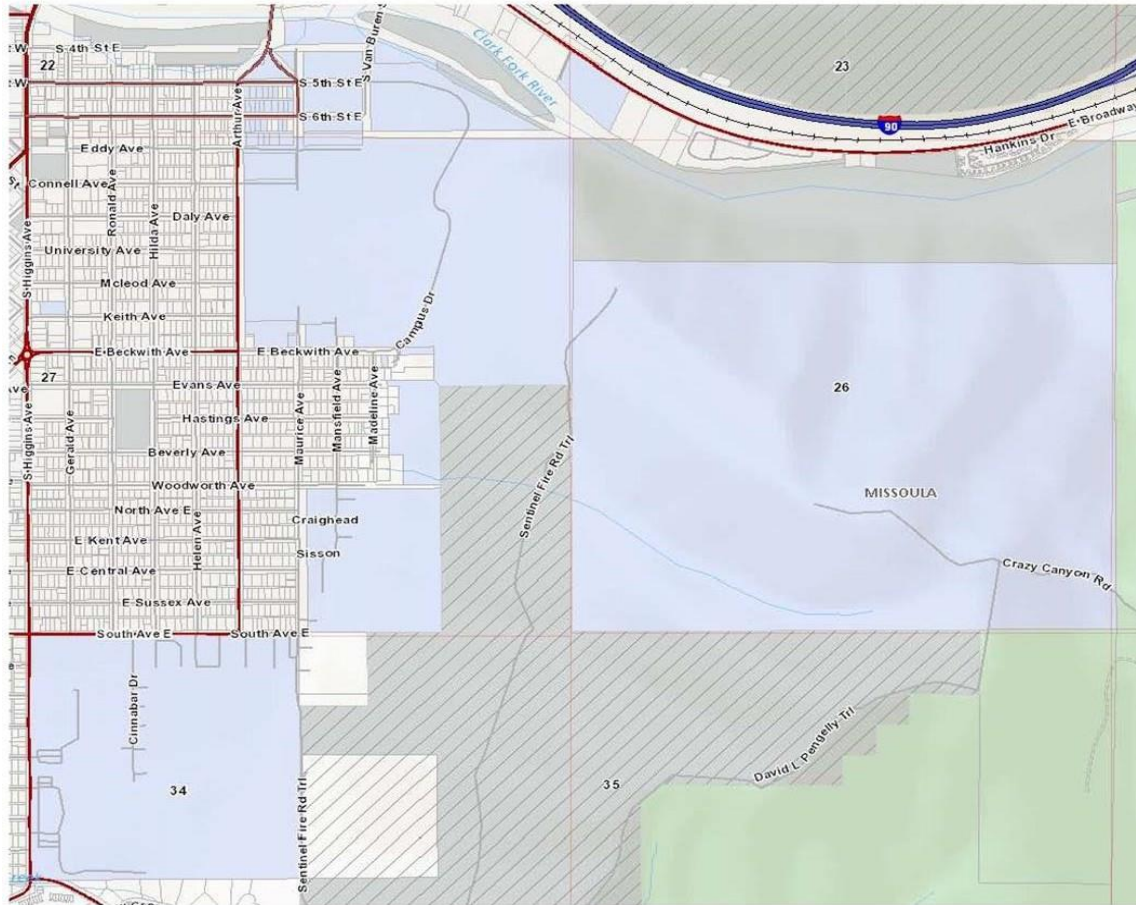 S 4th St E
22
S Van Buren S
Clark Fork River
23
S 5th St E
S 6th St E
Arthur Ave
90
E Broadway
Hankins Dr
Eddy Ave
Connell Ave
Ronald Ave
Hilda Ave
Daly Ave
University Ave
S Higgins Ave
Mcleod Ave
Keith Ave
Campus Dr
E Beckwith Ave
E Beckwith Ave
27
Evans Ave
26
Hastings Ave
Gerald Ave
S Higgins Ave
Maurice Ave
Mansfield Ave
Madeline Ave
Beverly Ave
Woodworth Ave
Sentinel Fire Rd Trl
MISSOULA
North Ave E
Craighead
E Kent Ave
Helen Ave
Sisson
E Central Ave
Crazy Canyon Rd
E Sussex Ave
South Ave E
South Ave E
Cinnabar Dr
David L Pengelly Trl
34
35
Sentinel Fire Rd Trl